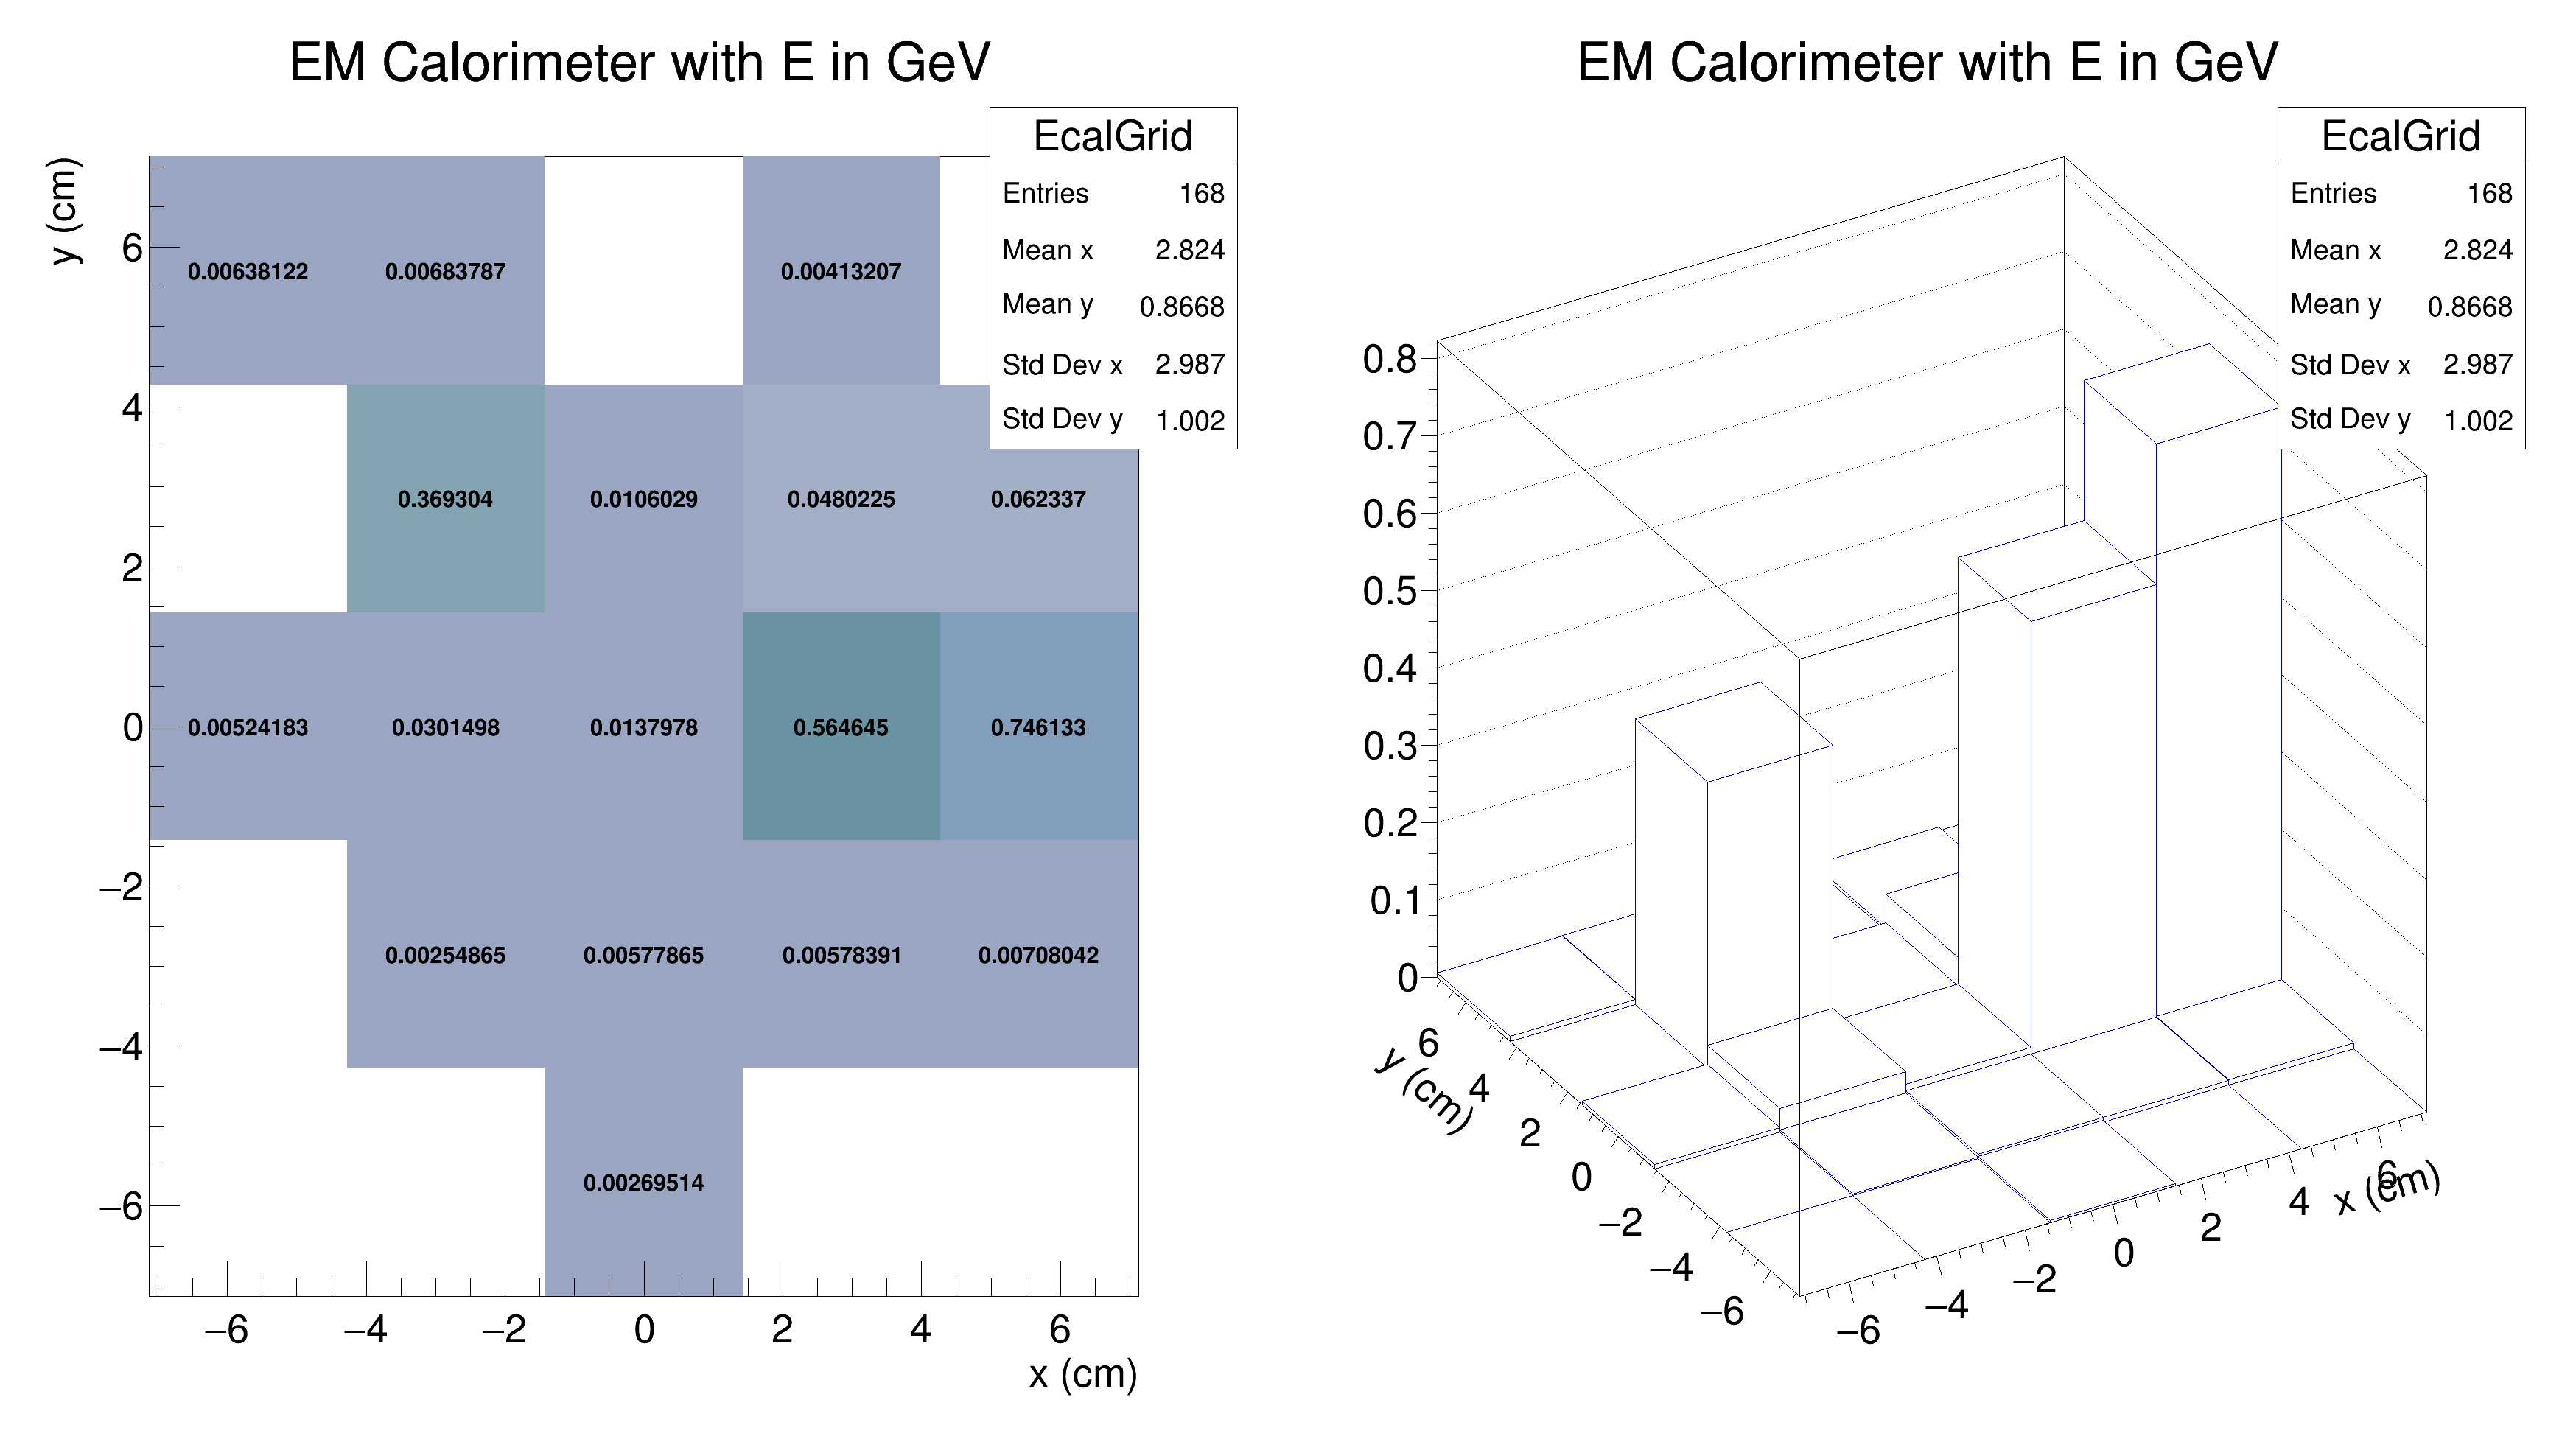 EM Calorimeter with E in GeV
EcalGrid
Entries 168
Mean x 2.824
Mean y 0.8668
Std Dev x 2.987
Std Dev y 1.002
y (cm)
6
4
2
0
−2
−4
−6
0.00638122 0.00683787 0.00413207
0.369304 0.0106029 0.0480225 0.062337
0.00524183 0.0301498 0.0137978 0.564645 0.746133
0.00254865 0.00577865 0.00578391 0.00708042
0.00269514
−6 −4 −2 0 2 4 6
x (cm)
EM Calorimeter with E in GeV
EcalGrid
Entries 168
Mean x 2.824
Mean y 0.8668
Std Dev x 2.987
Std Dev y 1.002
0.8
0.7
0.6
0.5
0.4
0.3
0.2
0.1
0
y (cm)
6
4
2
0
−2
−4
−6
−6 −4 −2 0 2 4 6
x (cm)